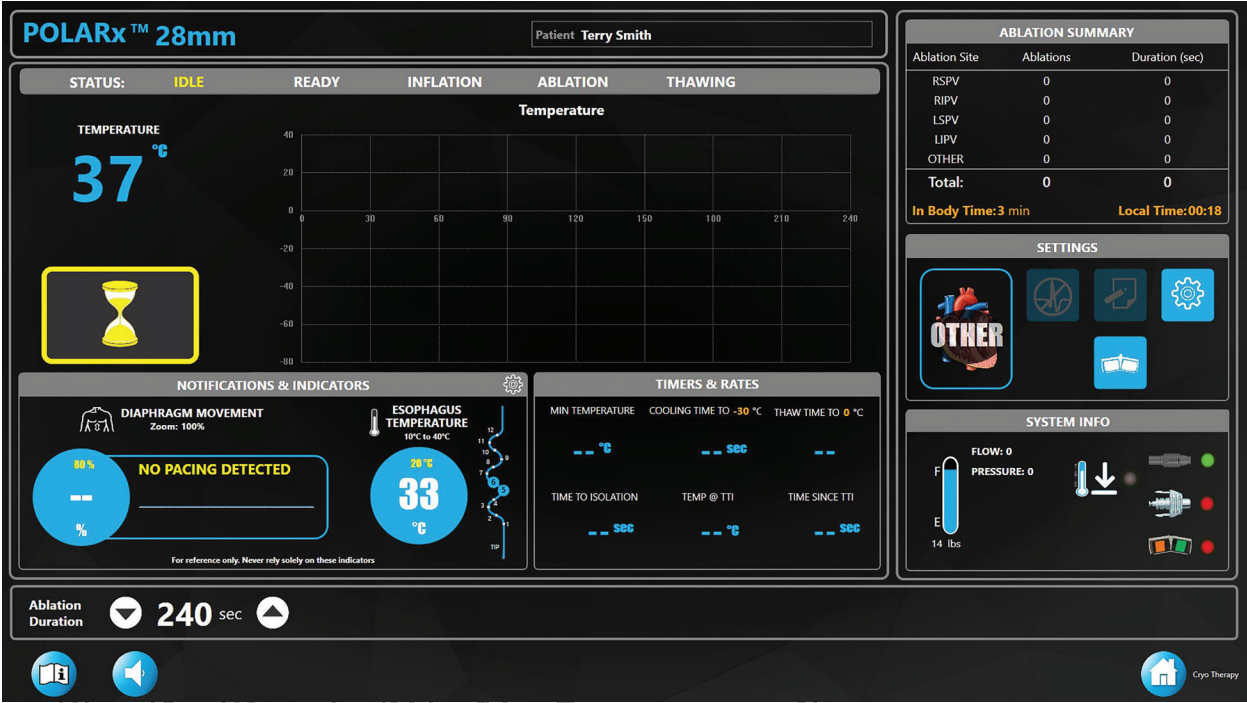 POLARx™ 28mm
Patient Terry Smith
STATUS: IDLE READY INFLATION ABLATION THAWING
TEMPERATURE
37 °C
Temperature
40
20
0
0 30 60 90 120 150 180 210 240
-20
-40
-60
-80
NOTIFICATIONS & INDICATORS
DIAPHRAGM MOVEMENT
Zoom: 100%
80 %
--
%
NO PACING DETECTED
ESOPHAGUS
TEMPERATURE
10°C to 40°C
20 °C
33
°C
12
11
10
9
8
7
6
5
4
3
2
1
TIP
For reference only. Never rely solely on these indicators
TIMERS & RATES
MIN TEMPERATURE COOLING TIME TO -30 °C THAW TIME TO 0 °C
-- °C -- sec --
TIME TO ISOLATION TEMP @ TTI TIME SINCE TTI
-- sec -- °C -- sec
ABLATION SUMMARY
Ablation Site Ablations Duration (sec)
RSPV 0 0
RIPV 0 0
LSPV 0 0
LIPV 0 0
OTHER 0 0
Total: 0 0
In Body Time:3 min Local Time:00:18
SETTINGS
OTHER
SYSTEM INFO
FLOW: 0
PRESSURE: 0
F
E
14 lbs
Ablation
Duration
240 sec
Cryo Therapy